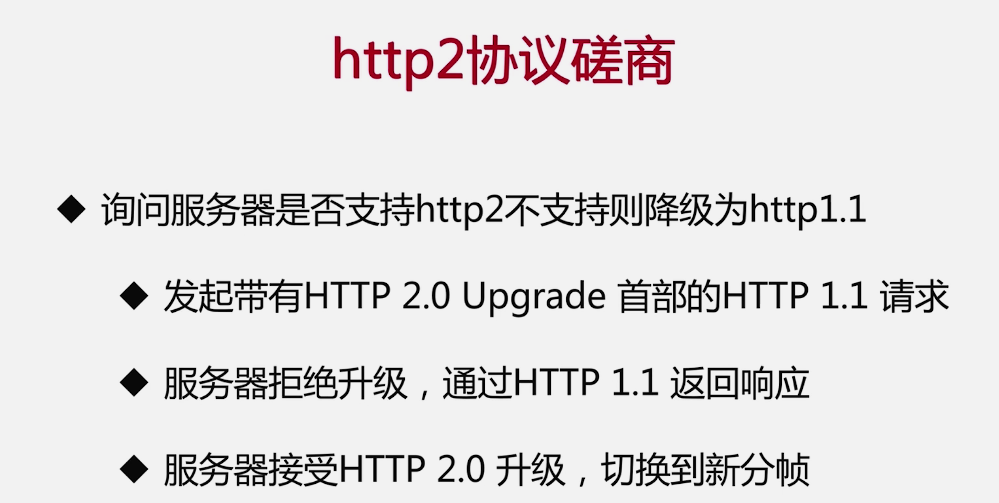 http2协议磋商
◆ 询问服务器是否支持http2不支持则降级为http1.1
◆ 发起带有HTTP 2.0 Upgrade 首部的HTTP 1.1 请求
◆ 服务器拒绝升级，通过HTTP 1.1 返回响应
◆ 服务器接受HTTP 2.0 升级，切换到新分帧